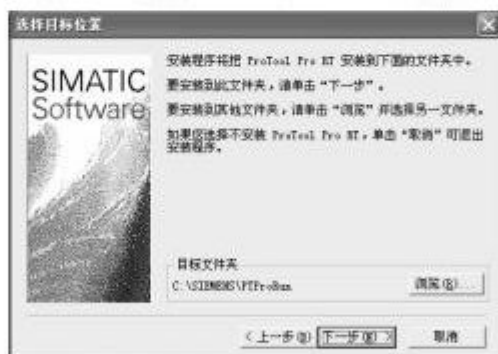 选择目标位置
SIMATIC
Software
安装程序将把 ProTool Pro RT 安装到下面的文件夹中。
要安装到此文件夹，请单击“下一步”。
要安装到其他文件夹，请单击“浏览”并选择另一文件夹。
如果您选择不安装 ProTool Pro RT，单击“取消”可退出
安装程序。
目标文件夹
C:\SIEMENS\PTProRun
浏览(R)...
<上一步(B)
下一步(N)>
取消